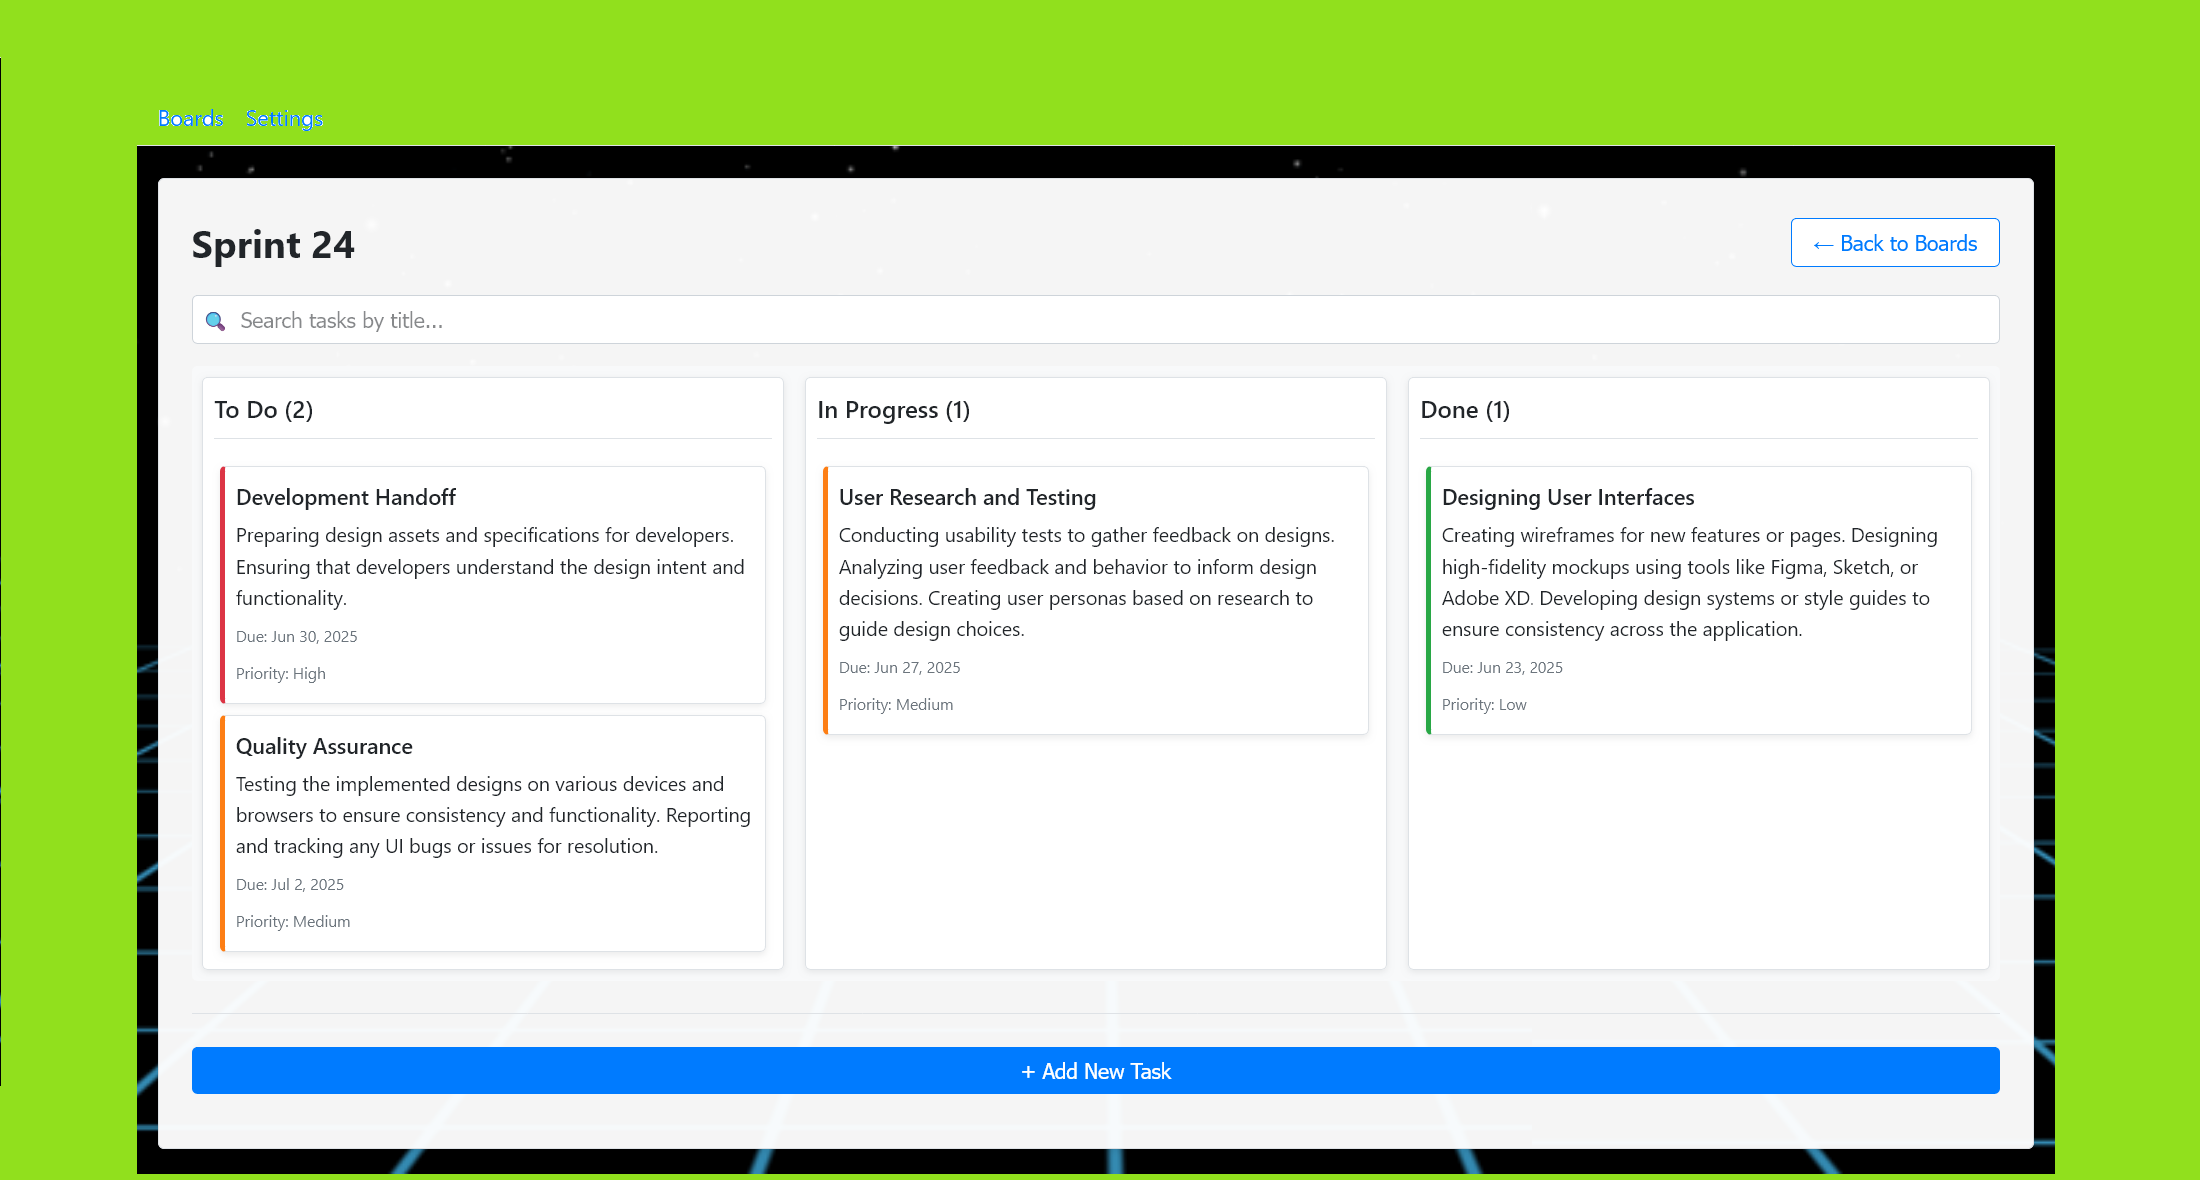 Boards Settings
Sprint 24
← Back to Boards
Search tasks by title...
To Do (2)
Development Handoff
Preparing design assets and specifications for developers.
Ensuring that developers understand the design intent and
functionality.
Due: Jun 30, 2025
Priority: High
Quality Assurance
Testing the implemented designs on various devices and
browsers to ensure consistency and functionality. Reporting
and tracking any UI bugs or issues for resolution.
Due: Jul 2, 2025
Priority: Medium
In Progress (1)
User Research and Testing
Conducting usability tests to gather feedback on designs.
Analyzing user feedback and behavior to inform design
decisions. Creating user personas based on research to
guide design choices.
Due: Jun 27, 2025
Priority: Medium
Done (1)
Designing User Interfaces
Creating wireframes for new features or pages. Designing
high-fidelity mockups using tools like Figma, Sketch, or
Adobe XD. Developing design systems or style guides to
ensure consistency across the application.
Due: Jun 23, 2025
Priority: Low
+ Add New Task